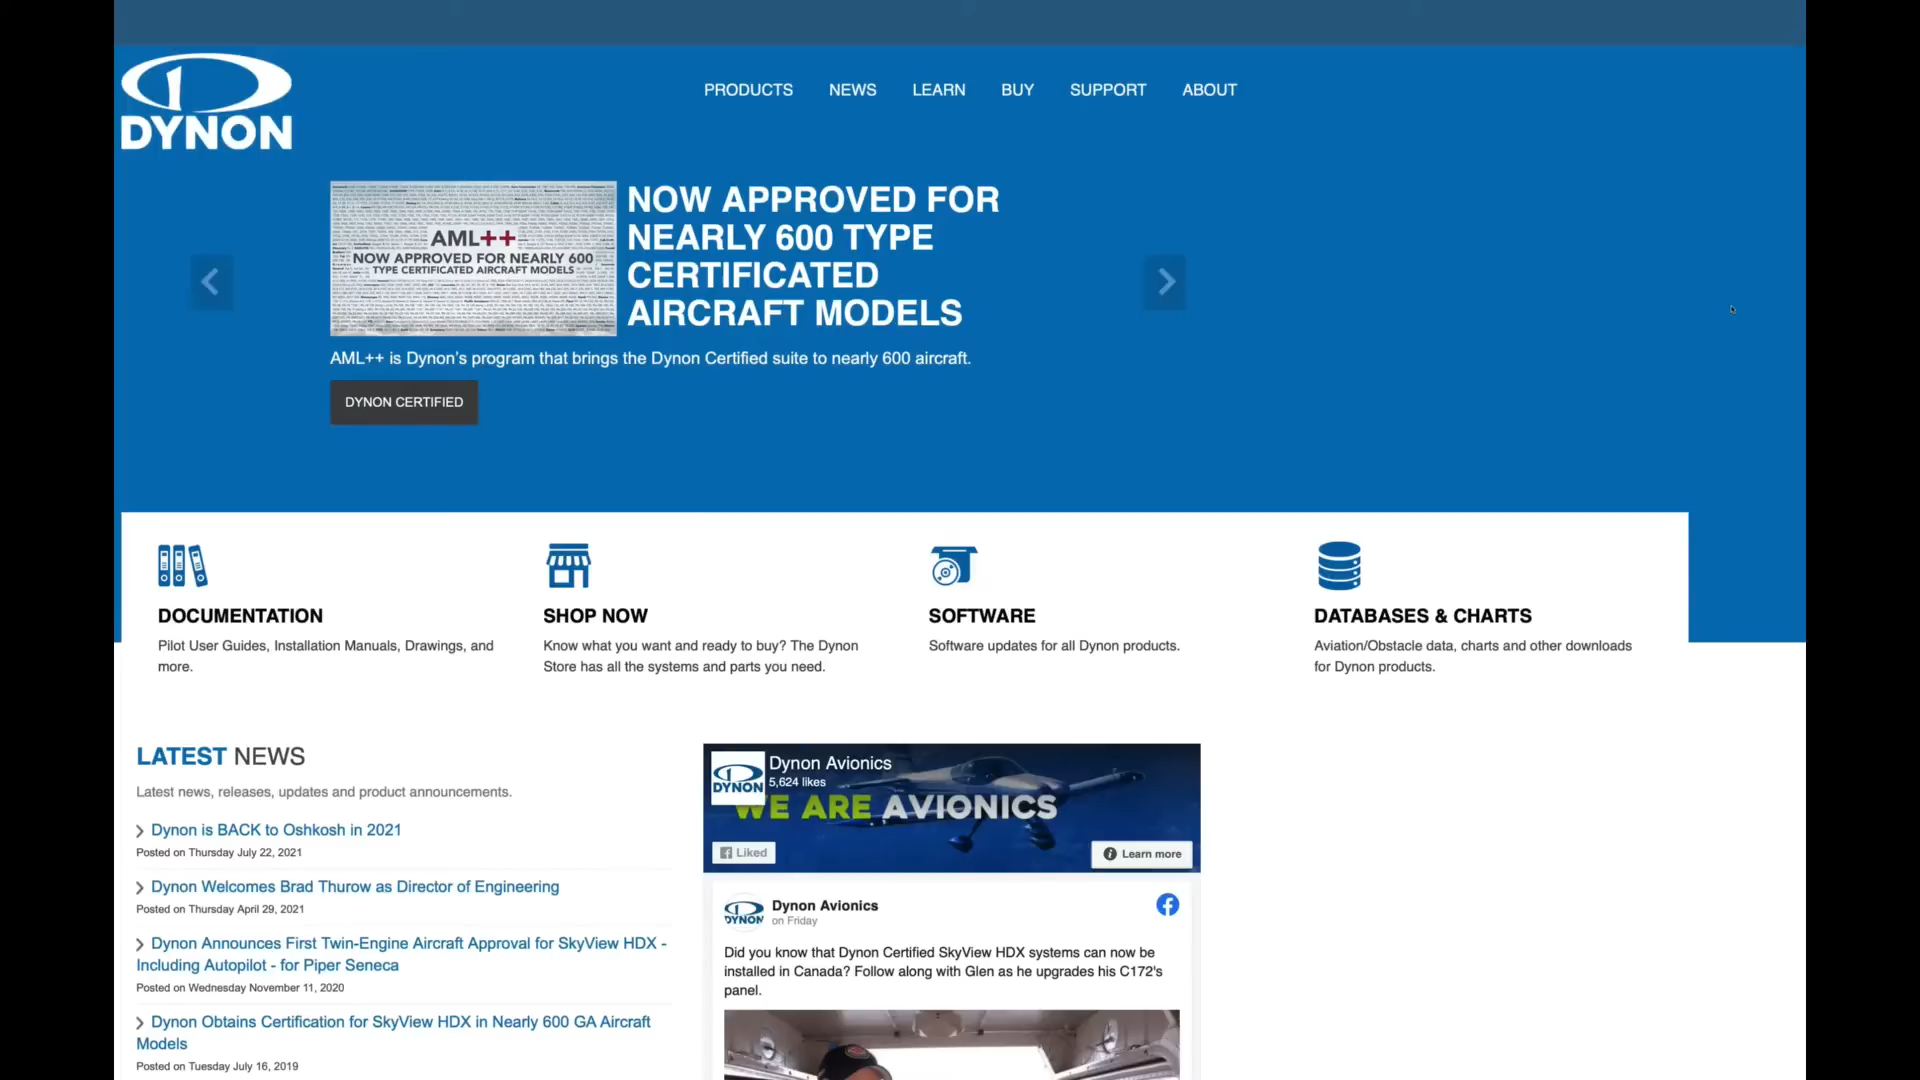 DYNON
PRODUCTS
NEWS
LEARN
BUY
SUPPORT
ABOUT
AML++
NOW APPROVED FOR NEARLY 600
TYPE CERTIFICATED AIRCRAFT MODELS
NOW APPROVED FOR
NEARLY 600 TYPE
CERTIFICATED
AIRCRAFT MODELS
AML++ is Dynon's program that brings the Dynon Certified suite to nearly 600 aircraft.
DYNON CERTIFIED
DOCUMENTATION
Pilot User Guides, Installation Manuals, Drawings, and
more.
SHOP NOW
Know what you want and ready to buy? The Dynon
Store has all the systems and parts you need.
SOFTWARE
Software updates for all Dynon products.
DATABASES & CHARTS
Aviation/Obstacle data, charts and other downloads
for Dynon products.
LATEST NEWS
Latest news, releases, updates and product announcements.
Dynon is BACK to Oshkosh in 2021
Posted on Thursday July 22, 2021
Dynon Welcomes Brad Thurow as Director of Engineering
Posted on Thursday April 29, 2021
Dynon Announces First Twin-Engine Aircraft Approval for SkyView HDX -
Including Autopilot - for Piper Seneca
Posted on Wednesday November 11, 2020
Dynon Obtains Certification for SkyView HDX in Nearly 600 GA Aircraft
Models
Posted on Tuesday July 16, 2019
DYNON
Dynon Avionics
5,624 likes
WE ARE AVIONICS
Liked
Learn more
DYNON
Dynon Avionics
on Friday
Did you know that Dynon Certified SkyView HDX systems can now be
installed in Canada? Follow along with Glen as he upgrades his C172's
panel.